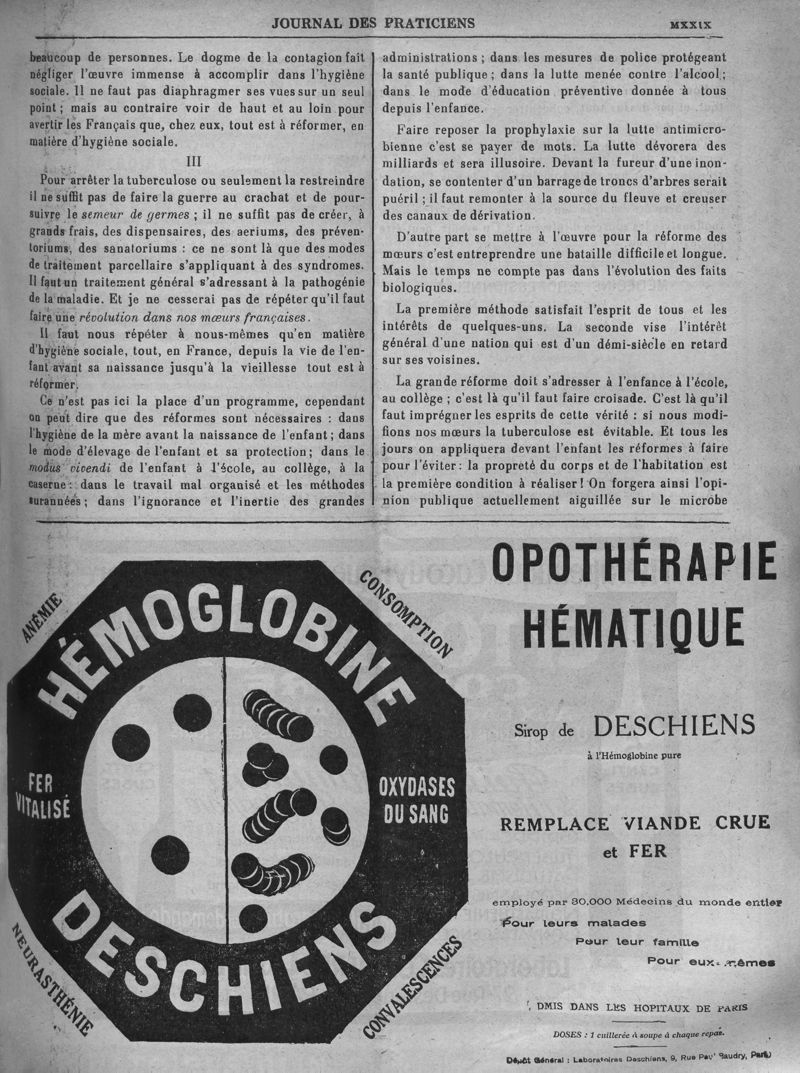 JOURNAL DES PRATICIENS
MXXIX
beaucoup de personnes. Le dogme de la contagion fait
négliger l'œuvre immense à accomplir dans l'hygiène
sociale. Il ne faut pas diaphragmer ses vues sur un seul
point ; mais au contraire voir de haut et au loin pour
avertir les Français que, chez eux, tout est à réformer, en
matière d'hygiène sociale.
III
Pour arrêter la tuberculose ou seulement la restreindre
il ne suffit pas de faire la guerre au crachat et de pour-
suivre le semeur de germes ; il ne suffit pas de créer, à
grands frais, des dispensaires, des aeriums, des préven-
toriums, des sanatoriums : ce ne sont là que des modes
de traitement parcellaire s'appliquant à des syndromes.
Il faut un traitement général s'adressant à la pathogénie
de la maladie. Et je ne cesserai pas de répéter qu'il faut
faire une révolution dans nos mœurs françaises.
Il faut nous répéter à nous-mêmes qu'en matière
d'hygiène sociale, tout, en France, depuis la vie de l'en-
fant avant sa naissance jusqu'à la vieillesse tout est à
réformer.
Ce n'est pas ici la place d'un programme, cependant
on peut dire que des réformes sont nécessaires : dans
l'hygiène de la mère avant la naissance de l'enfant ; dans
le mode d'élevage de l'enfant et sa protection ; dans le
modus vivendi de l'enfant à l'école, au collège, à la
caserne : dans le travail mal organisé et les méthodes
surannées ; dans l'ignorance et l'inertie des grandes
administrations ; dans les mesures de police protégeant
la santé publique ; dans la lutte menée contre l'alcool ;
dans le mode d'éducation préventive donnée à tous
depuis l'enfance.
Faire reposer la prophylaxie sur la lutte antimicro-
bienne c'est se payer de mots. La lutte dévorera des
milliards et sera illusoire. Devant la fureur d'une inon-
dation, se contenter d'un barrage de troncs d'arbres serait
puéril ; il faut remonter à la source du fleuve et creuser
des canaux de dérivation.
D'autre part se mettre à l'œuvre pour la réforme des
mœurs c'est entreprendre une bataille difficile et longue.
Mais le temps ne compte pas dans l'évolution des faits
biologiques.
La première méthode satisfait l'esprit de tous et les
intérêts de quelques-uns. La seconde vise l'intérêt
général d'une nation qui est d'un démi-siècle en retard
sur ses voisines.
La grande réforme doit s'adresser à l'enfance à l'école,
au collège ; c'est là qu'il faut faire croisade. C'est là qu'il
faut imprégner les esprits de cette vérité : si nous modi-
fions nos mœurs la tuberculose est évitable. Et tous les
jours on appliquera devant l'enfant les réformes à faire
pour l'éviter : la propreté du corps et de l'habitation est
la première condition à réaliser ! On forgera ainsi l'opi-
nion publique actuellement aiguillée sur le microbe
ANÉMIE
CONSOMPTION
HÉMOGLOBINE
FER
VITALISÉ
OXYDASES
DU SANG
DESCHIENS
NEURASTHÉNIE
CONVALESCENCES
OPOTHÉRAPIE
HÉMATIQUE
Sirop de DESCHIENS
à l'Hémoglobine pure
REMPLACE VIANDE CRUE
et FER
employé par 30,000 Médecins du monde entier
Pour leurs malades
Pour leur famille
Pour eux-mêmes
DMIS DANS LES HOPITAUX DE PARIS
DOSES : 1 cuillerée à soupe à chaque repas.
Dépôt Général : Laboratoires Deschiens, 9, Rue Paul Baudry, Paris